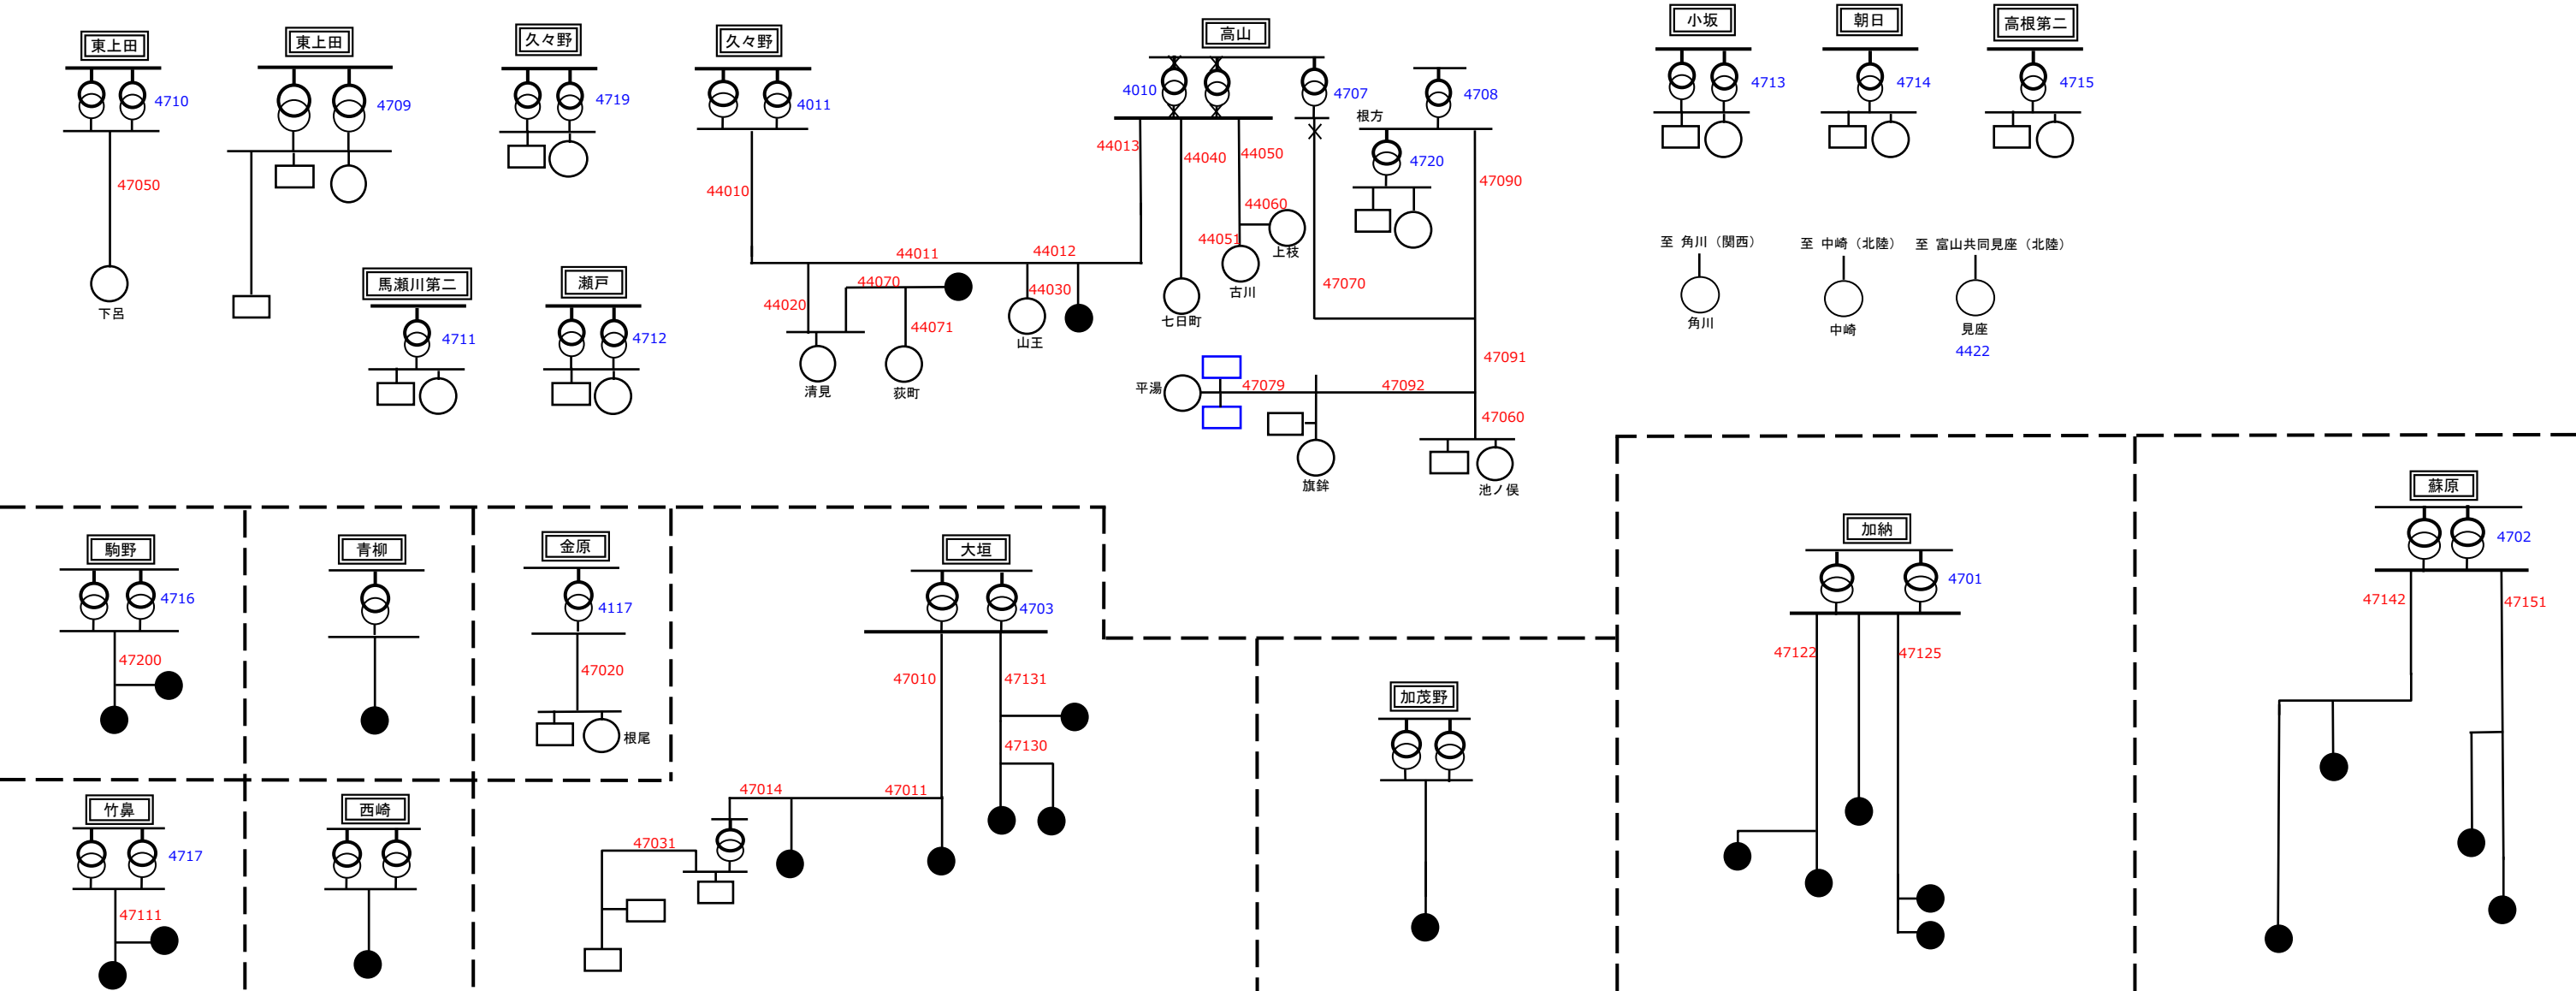 東上田
4710
47050
下呂
東上田
4709
久々野
4719
久々野
4011
44010
44011
44012
44013
44020
44070
44071
44030
清見
荻町
山王
馬瀬川第二
4711
瀬戸
4712
高山
4010
4707
44040
44050
44060
44051
上枝
古川
七日町
47070
4708
根方
4720
47090
47091
47092
47079
平湯
旗鉾
47060
池ノ俣
小坂
4713
朝日
4714
高根第二
4715
至 角川（関西）
角川
至 中崎（北陸）
中崎
至 富山共同見座（北陸）
見座
4422
駒野
4716
47200
青柳
金原
4117
47020
根尾
大垣
4703
47010
47131
47130
47011
47014
47031
竹鼻
4717
47111
西崎
加茂野
加納
4701
47122
47125
蘇原
4702
47142
47151